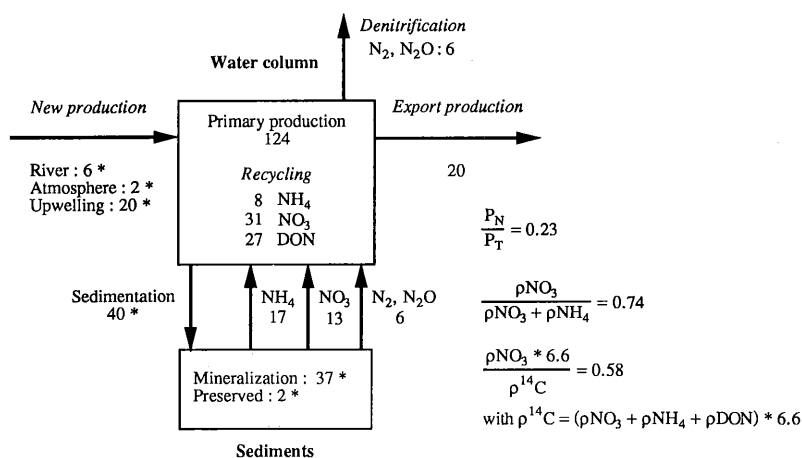 Denitrification
N2, N2O : 6
Water column
New production
Export production
Primary production
124
River : 6 *
Atmosphere : 2 *
Upwelling : 20 *
Recycling
8 NH4
31 NO3
27 DON
20
PN
PT
= 0.23
Sedimentation
40 *
NH4
17
NO3
13
N2, N2O
6
ρNO3
ρNO3 + ρNH4
= 0.74
Mineralization : 37 *
Preserved : 2 *
ρNO3 * 6.6
ρ14C
= 0.58
with ρ14C = (ρNO3 + ρNH4 + ρDON) * 6.6
Sediments